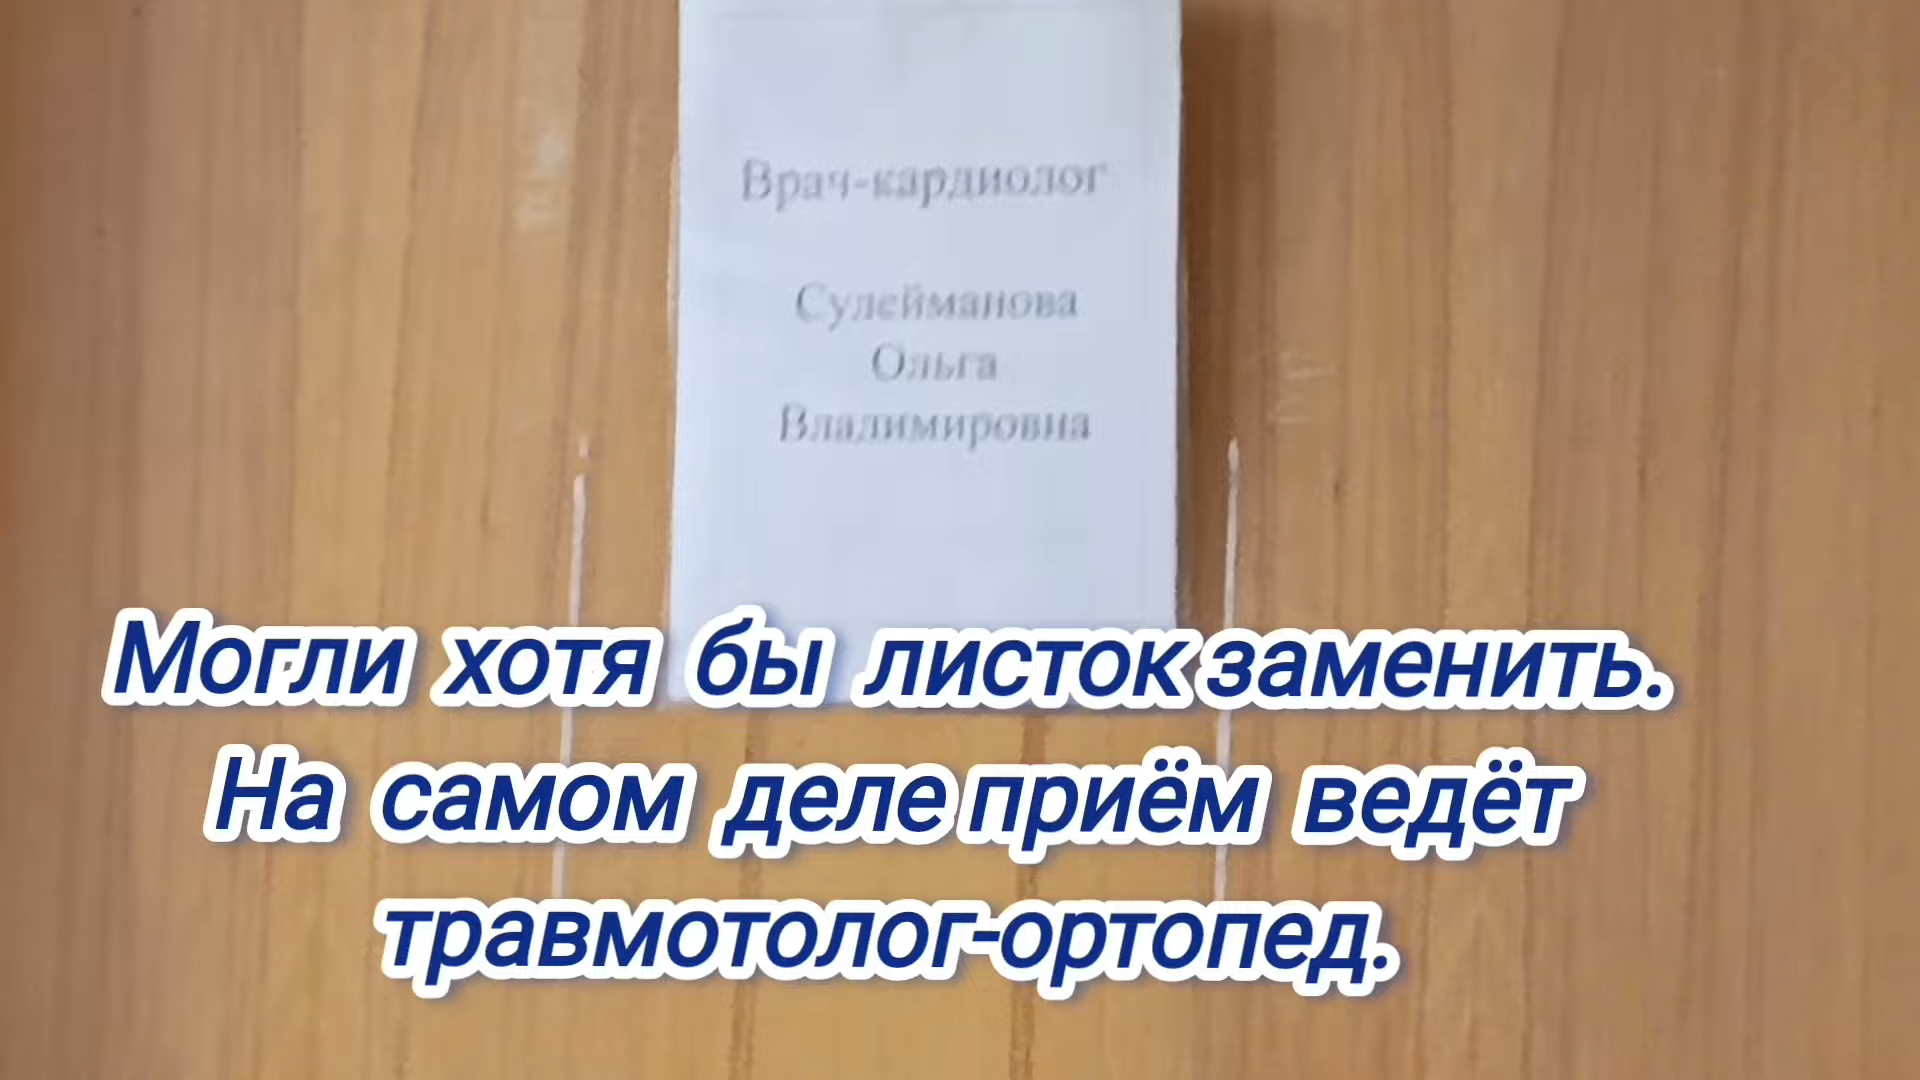 Врач-кардиолог
Сулейманова
Ольга
Владимировна
Могли хотя бы листок заменить.
На самом деле приём ведёт
травмотолог-ортопед.